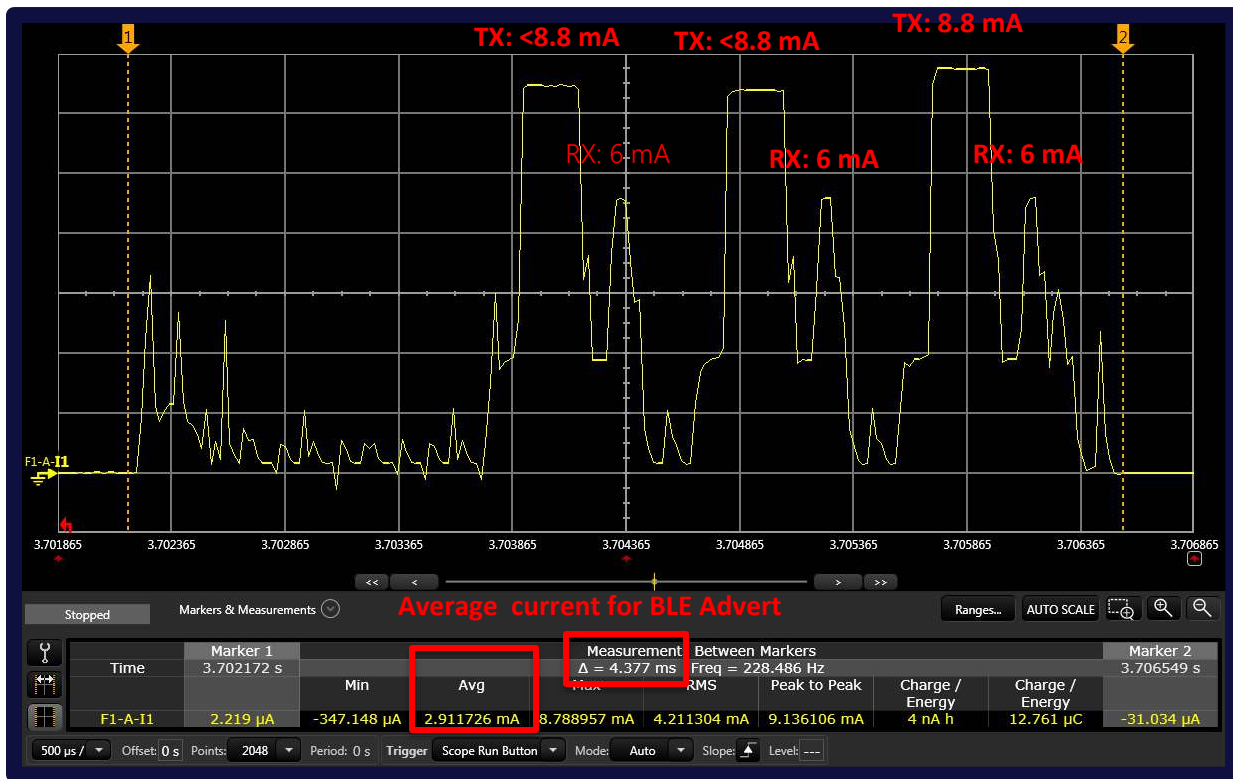 TX: <8.8 mA
TX: <8.8 mA
TX: 8.8 mA
1
2
RX: 6 mA
RX: 6 mA
RX: 6 mA
F1-A-I1
3.701865
3.702365
3.702865
3.703365
3.703865
3.704365
3.704865
3.705365
3.705865
3.706365
3.706865
<<
<
>
>>
Stopped
Markers & Measurements
Average current for BLE Advert
Ranges...
AUTO SCALE
Marker 1
Measurement Between Markers
Marker 2
Time
3.702172 s
Δ = 4.377 ms
Freq = 228.486 Hz
3.706549 s
Min
Avg
Max
RMS
Peak to Peak
Charge / Energy
Charge / Energy
F1-A-I1
2.219 µA
-347.148 µA
2.911726 mA
8.788957 mA
4.211304 mA
9.136106 mA
4 nA h
12.761 µC
-31.034 µA
500 µs /
Offset: 0 s
Points: 2048
Period: 0 s
Trigger
Scope Run Button
Mode: Auto
Slope:
Level: ---